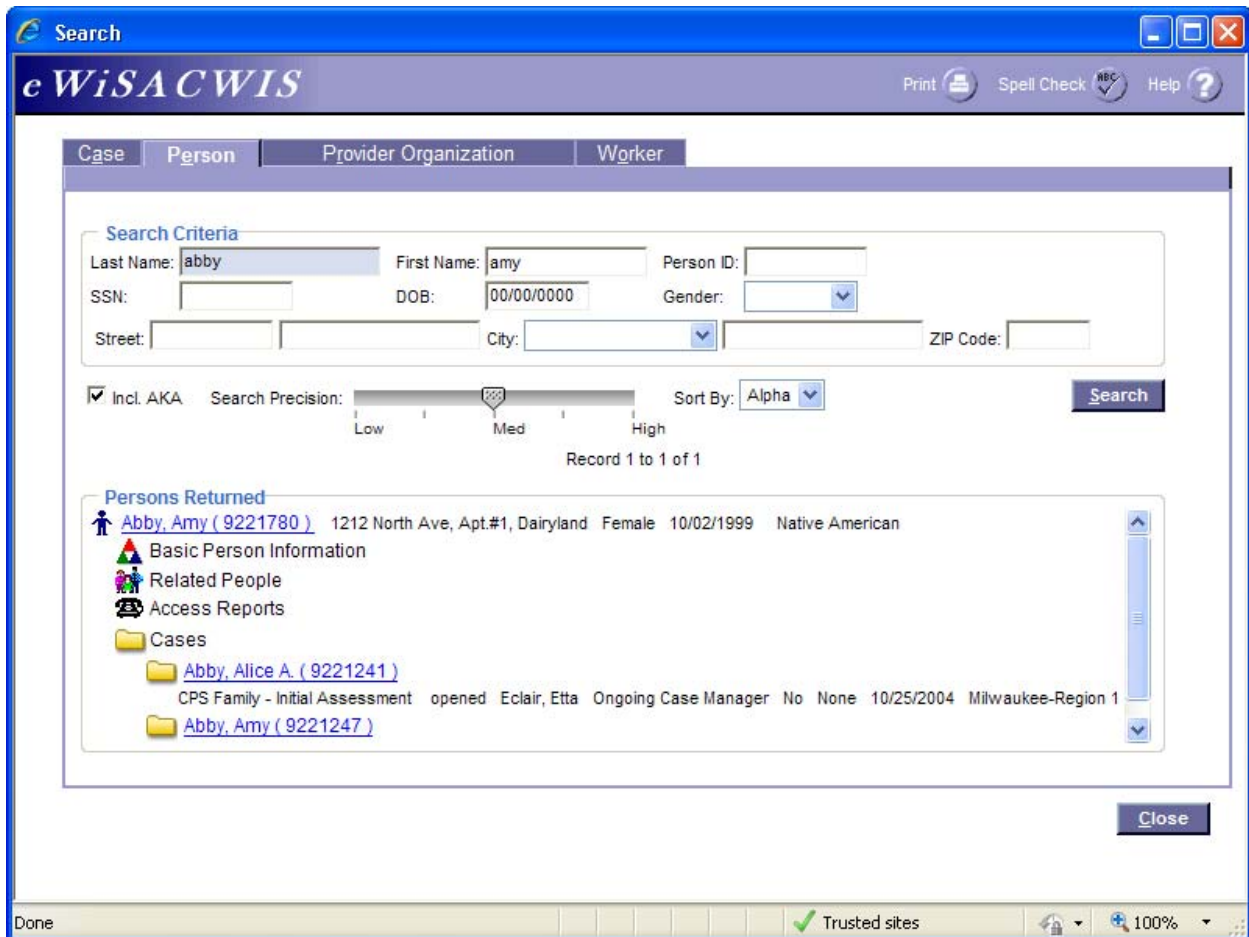 Search
eWiSACWIS Print Spell Check ABC Help ?
Case Person Provider Organization Worker
Search Criteria
Last Name: abby First Name: amy Person ID:
SSN: DOB: 00/00/0000 Gender:
Street: City: ZIP Code:
Incl. AKA Search Precision: Sort By: Alpha Search
Low Med High
Record 1 to 1 of 1
Persons Returned
Abby, Amy ( 9221780 ) 1212 North Ave, Apt.#1, Dairyland Female 10/02/1999 Native American
Basic Person Information
Related People
Access Reports
Cases
Abby, Alice A. ( 9221241 )
CPS Family - Initial Assessment opened Eclair, Etta Ongoing Case Manager No None 10/25/2004 Milwaukee-Region 1
Abby, Amy ( 9221247 )
Close
Done Trusted sites 100%